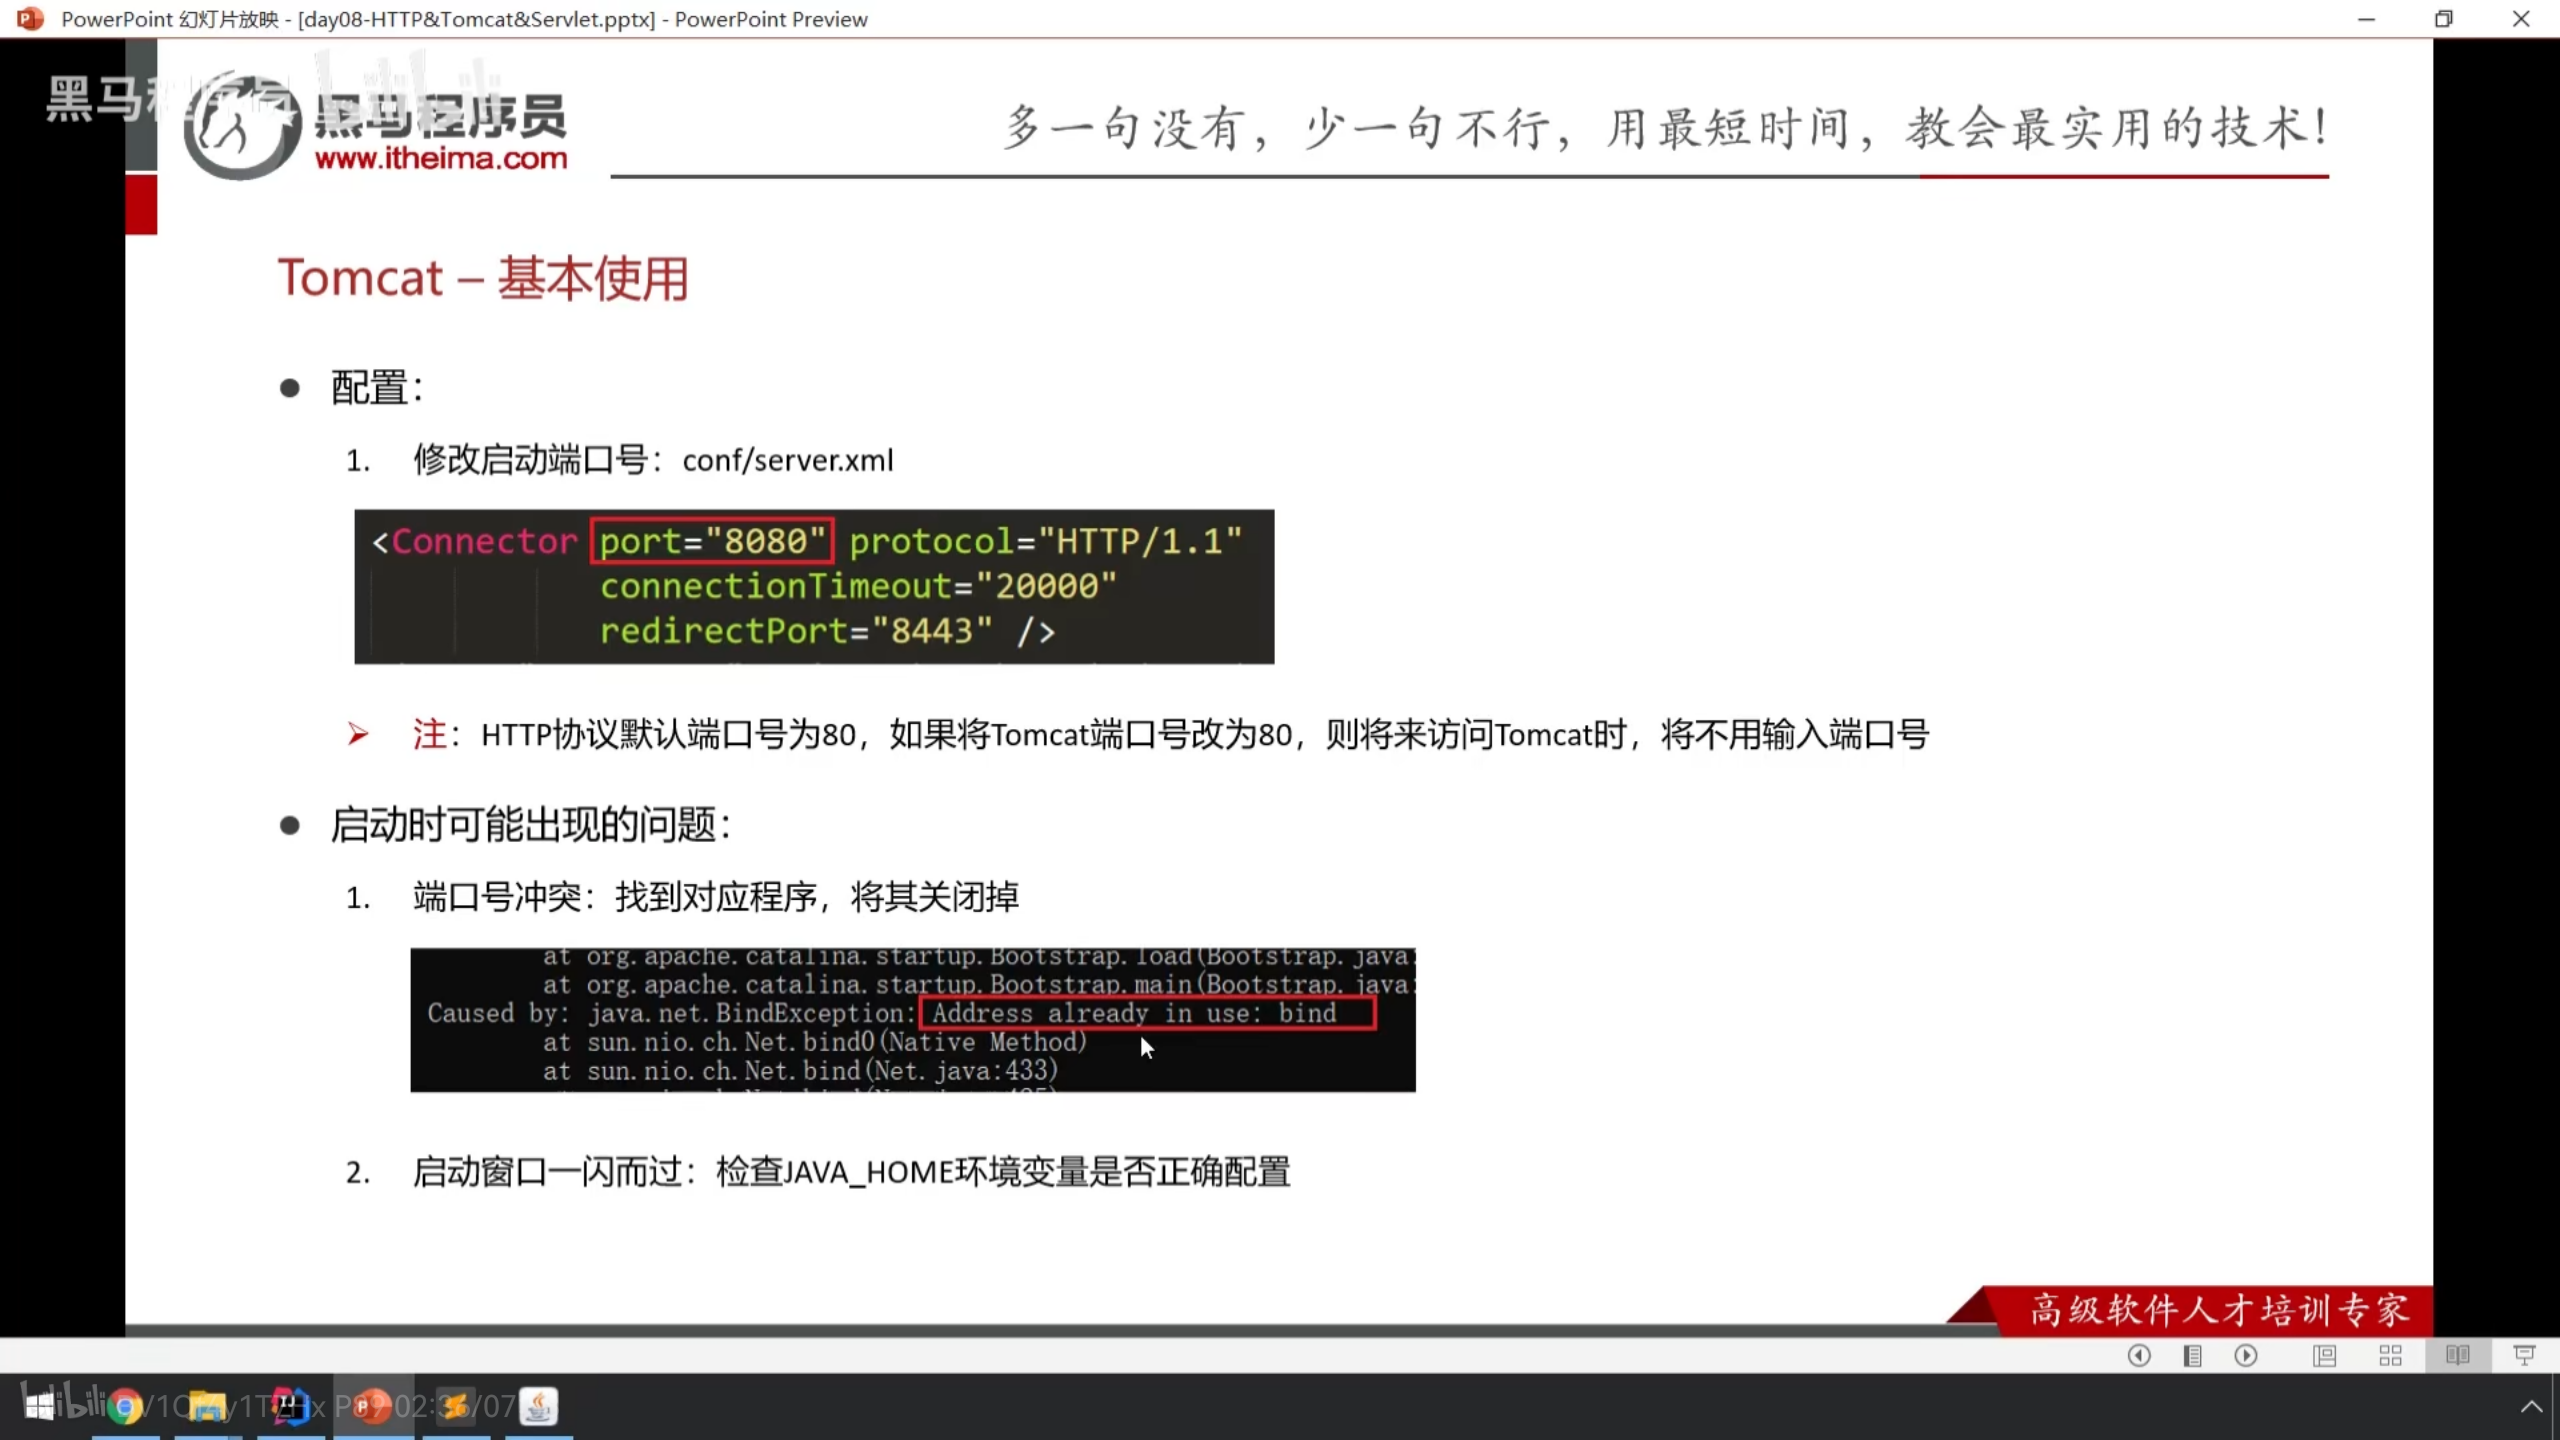 PowerPoint 幻灯片放映 - [day08-HTTP&Tomcat&Servlet.pptx] - PowerPoint Preview
黑马程序员
www.itheima.com
多一句没有，少一句不行，用最短时间，教会最实用的技术！
Tomcat – 基本使用
● 配置：
1. 修改启动端口号：conf/server.xml
<Connector port="8080" protocol="HTTP/1.1"
connectionTimeout="20000"
redirectPort="8443" />
➢ 注：HTTP协议默认端口号为80，如果将Tomcat端口号改为80，则将来访问Tomcat时，将不用输入端口号
● 启动时可能出现的问题：
1. 端口号冲突：找到对应程序，将其关闭掉
at org.apache.catalina.startup.Bootstrap.load(Bootstrap.java:
at org.apache.catalina.startup.Bootstrap.main(Bootstrap.java:
Caused by: java.net.BindException: Address already in use: bind
at sun.nio.ch.Net.bind0(Native Method)
at sun.nio.ch.Net.bind(Net.java:433)
2. 启动窗口一闪而过：检查JAVA_HOME环境变量是否正确配置
高级软件人才培训专家